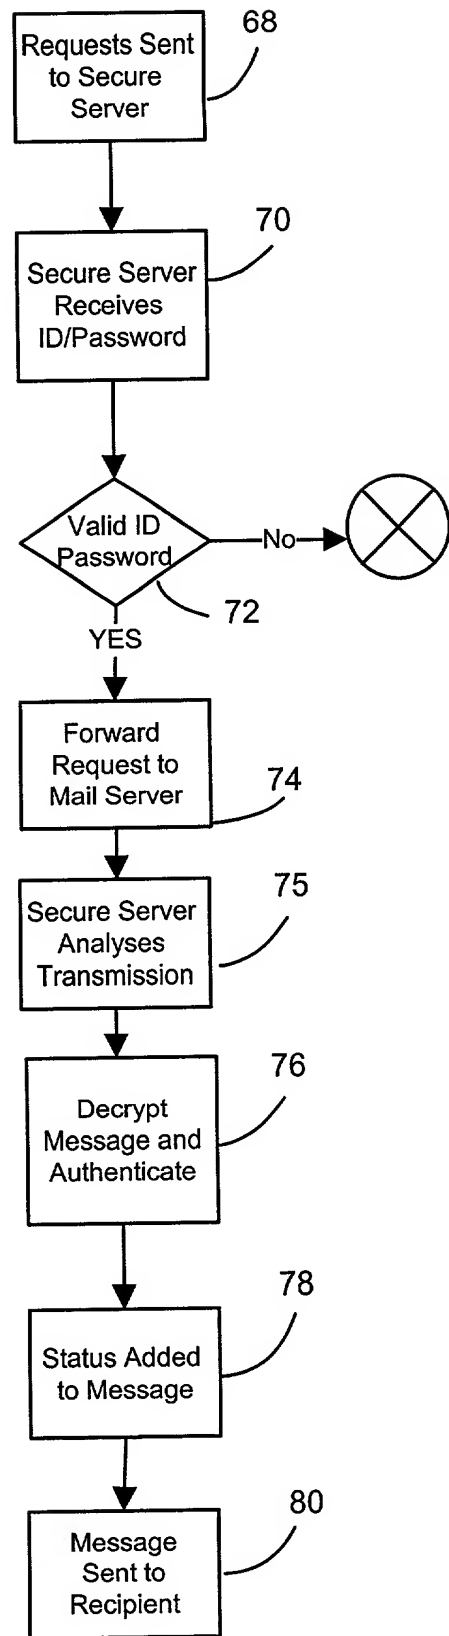 Requests Sent
to Secure
Server
68
70
Secure Server
Receives
ID/Password
Valid ID
Password
No
72
YES
Forward
Request to
Mail Server
74
75
Secure Server
Analyses
Transmission
76
Decrypt
Message and
Authenticate
78
Status Added
to Message
80
Message
Sent to
Recipient